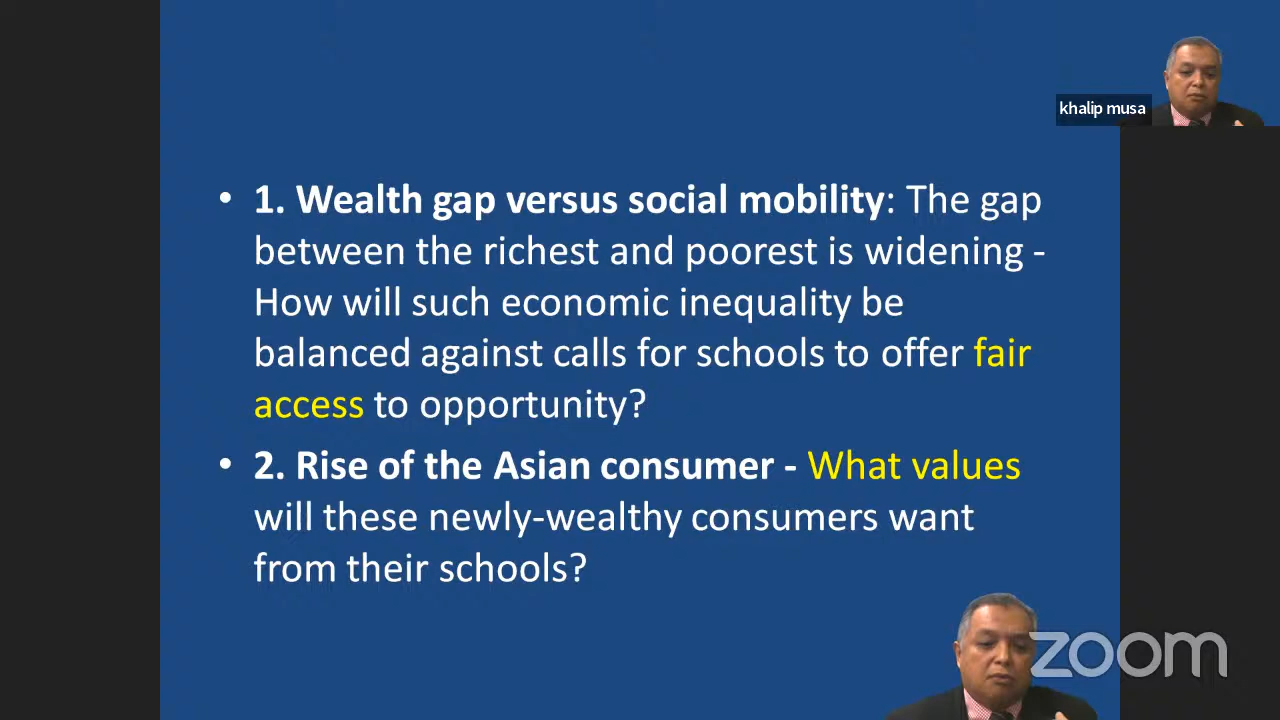 khalip musa
• 1. Wealth gap versus social mobility: The gap
between the richest and poorest is widening -
How will such economic inequality be
balanced against calls for schools to offer fair
access to opportunity?
• 2. Rise of the Asian consumer - What values
will these newly-wealthy consumers want
from their schools?
zoom